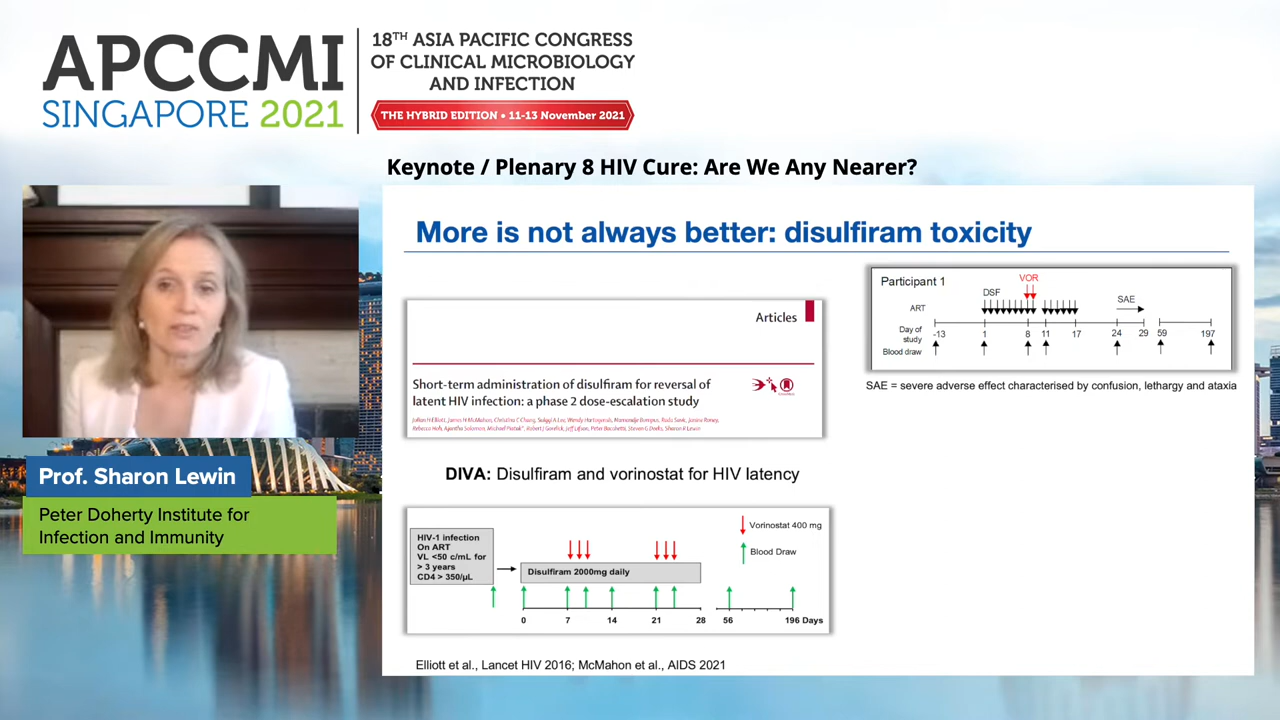 APCCMI
SINGAPORE 2021
18TH ASIA PACIFIC CONGRESS
OF CLINICAL MICROBIOLOGY
AND INFECTION
THE HYBRID EDITION • 11-13 November 2021
Keynote / Plenary 8 HIV Cure: Are We Any Nearer?
Prof. Sharon Lewin
Peter Doherty Institute for
Infection and Immunity
More is not always better: disulfiram toxicity
Articles
Short-term administration of disulfiram for reversal of
latent HIV infection: a phase 2 dose-escalation study
DIVA: Disulfiram and vorinostat for HIV latency
HIV-1 infection
On ART
VL <50 c/mL for
> 3 years
CD4 > 350/µL
Disulfiram 2000mg daily
Vorinostat 400 mg
Blood Draw
0 7 14 21 28 56 196 Days
Elliott et al., Lancet HIV 2016; McMahon et al., AIDS 2021
Participant 1
VOR
DSF
SAE
ART
Day of
study
-13 1 8 11 17 24 29 59 197
Blood draw
SAE = severe adverse effect characterised by confusion, lethargy and ataxia